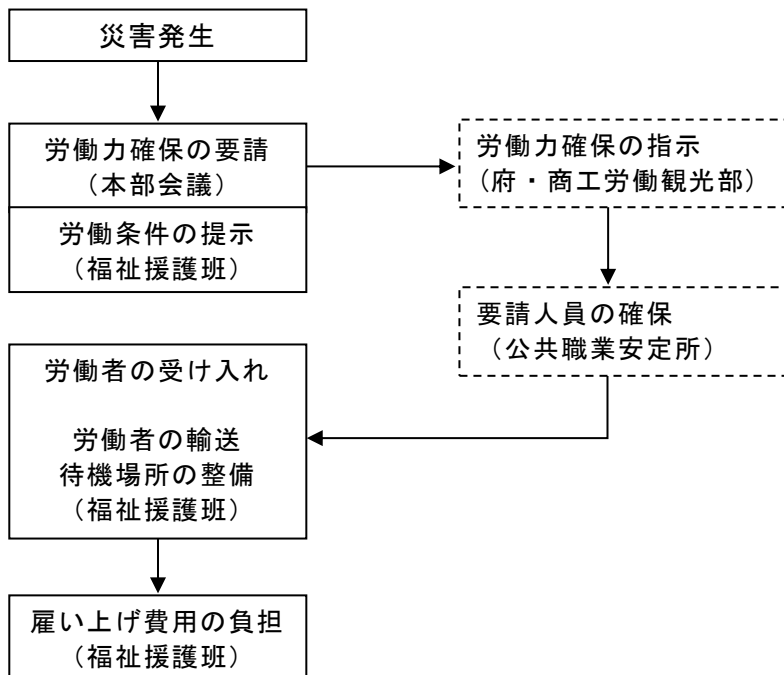 災害発生
労働力確保の要請
（本部会議）
労働条件の提示
（福祉援護班）
労働力確保の指示
（府・商工労働観光部）
要請人員の確保
（公共職業安定所）
労働者の受け入れ
労働者の輸送
待機場所の整備
（福祉援護班）
雇い上げ費用の負担
（福祉援護班）